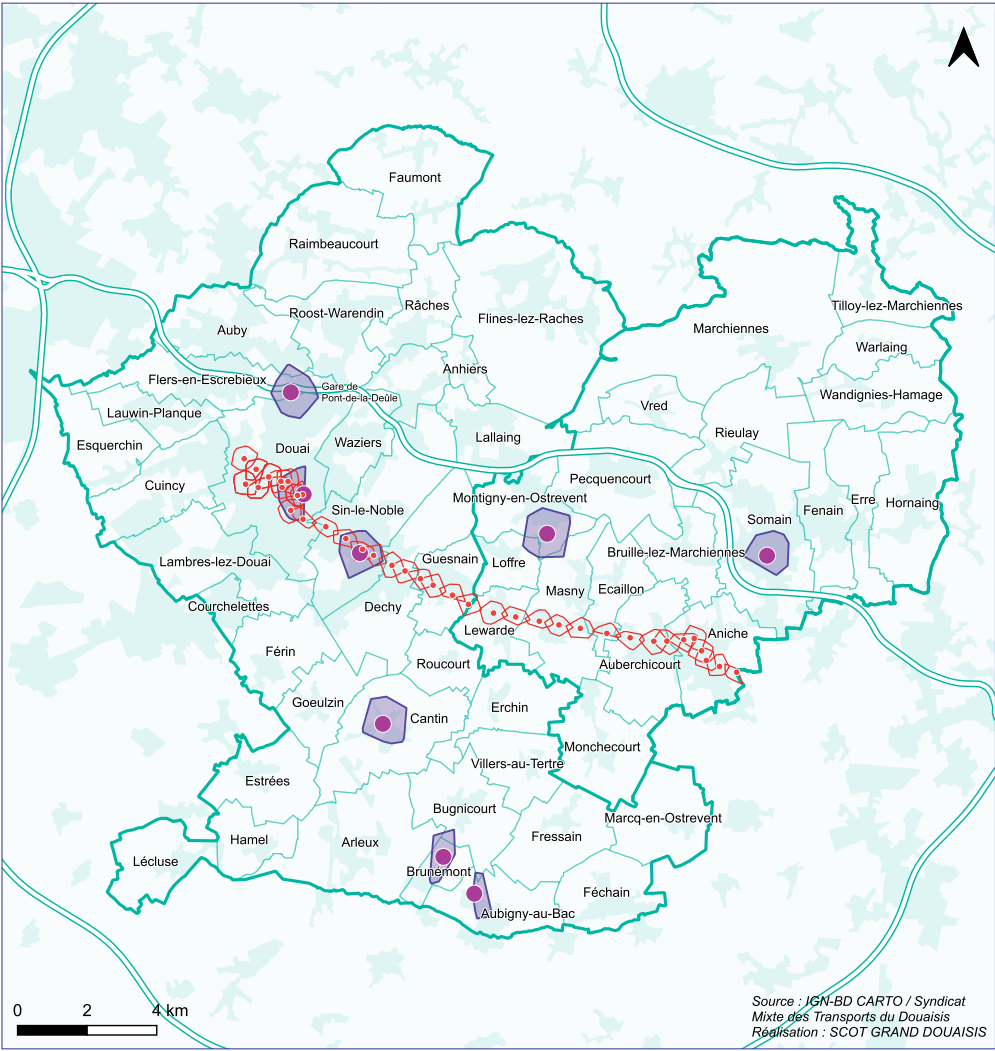 Faumont
Raimbeaucourt
Râches
Roost-Warendin
Flines-lez-Raches
Auby
Tilloy-lez-Marchiennes
Marchiennes
Warlaing
Anhiers
Flers-en-Escrebieux
Gare de
Pont-de-la-Deûle
Wandignies-Hamage
Vred
Lauwin-Planque
Rieulay
Esquerchin
Douai
Waziers
Lallaing
Cuincy
Pecquencourt
Montigny-en-Ostrevent
Erre
Hornaing
Sin-le-Noble
Fenain
Somain
Bruille-lez-Marchiennes
Lambres-lez-Douai
Guesnain
Loffre
Masny
Ecaillon
Courchelettes
Dechy
Lewarde
Aniche
Férin
Roucourt
Auberchicourt
Goeulzin
Cantin
Erchin
Monchecourt
Villers-au-Tertre
Estrées
Bugnicourt
Marcq-en-Ostrevent
Hamel
Arleux
Fressain
Lécluse
Brunémont
Féchain
Aubigny-au-Bac
0 2 4 km
Source : IGN-BD CARTO / Syndicat
Mixte des Transports du Douaisis
Réalisation : SCOT GRAND DOUAISIS